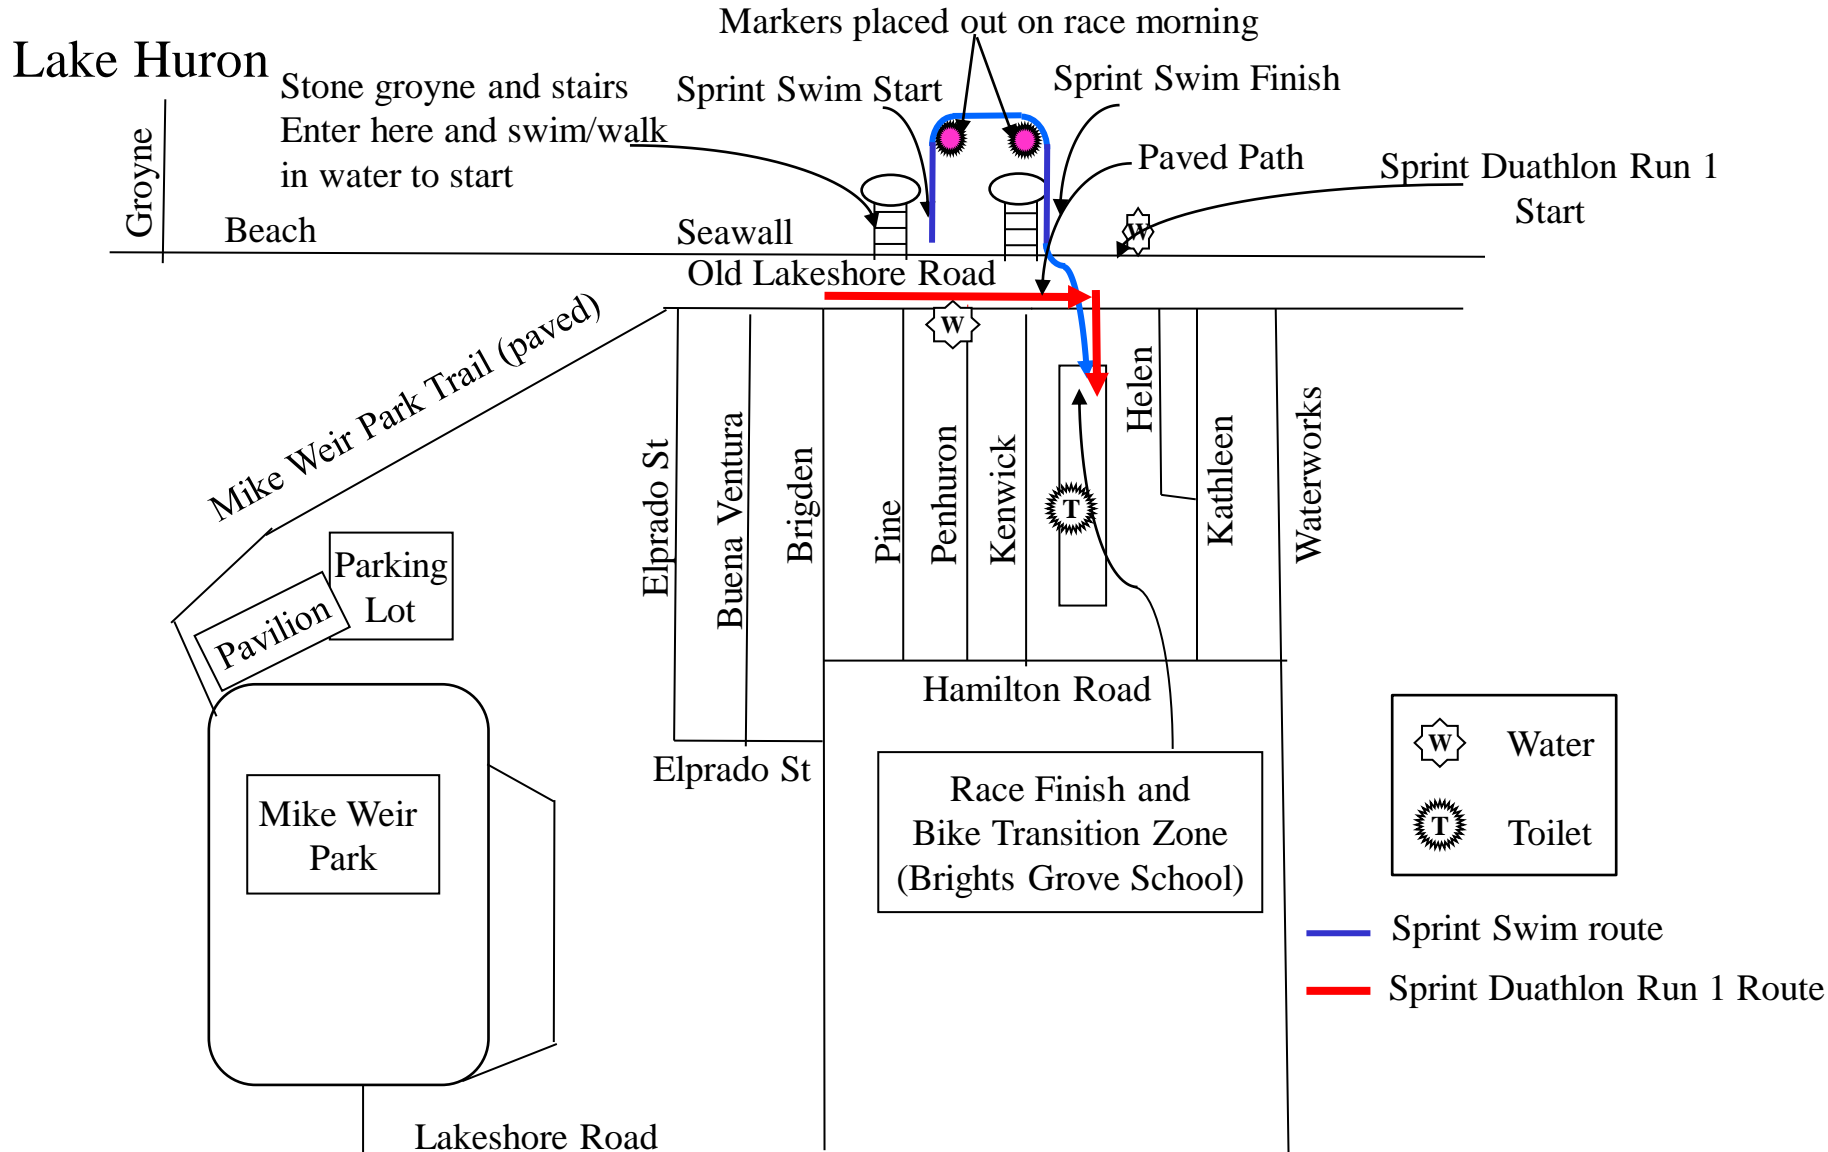 Markers placed out on race morning
Lake Huron
Stone groyne and stairs
Enter here and swim/walk
in water to start
Sprint Swim Start
Sprint Swim Finish
Paved Path
Sprint Duathlon Run 1
Start
Groyne
Beach
Seawall
W
Old Lakeshore Road
W
Mike Weir Park Trail (paved)
Elprado St
Buena Ventura
Brigden
Pine
Penhuron
Kenwick
T
Helen
Kathleen
Waterworks
Parking
Lot
Pavilion
Hamilton Road
Elprado St
Mike Weir
Park
Race Finish and
Bike Transition Zone
(Brights Grove School)
W Water
T Toilet
Sprint Swim route
Sprint Duathlon Run 1 Route
Lakeshore Road